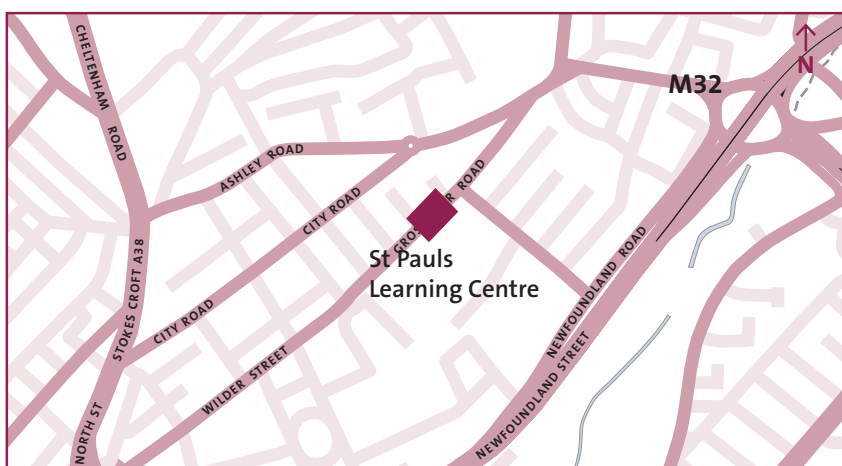 CHELTENHAM ROAD
N
M32
ASHLEY ROAD
CITY ROAD
ROAD
St Pauls
Learning Centre
STOKES CROFT A38
CITY ROAD
NEWFOUNDLAND ROAD
WILDER STREET
NEWFOUNDLAND STREET
NORTH ST